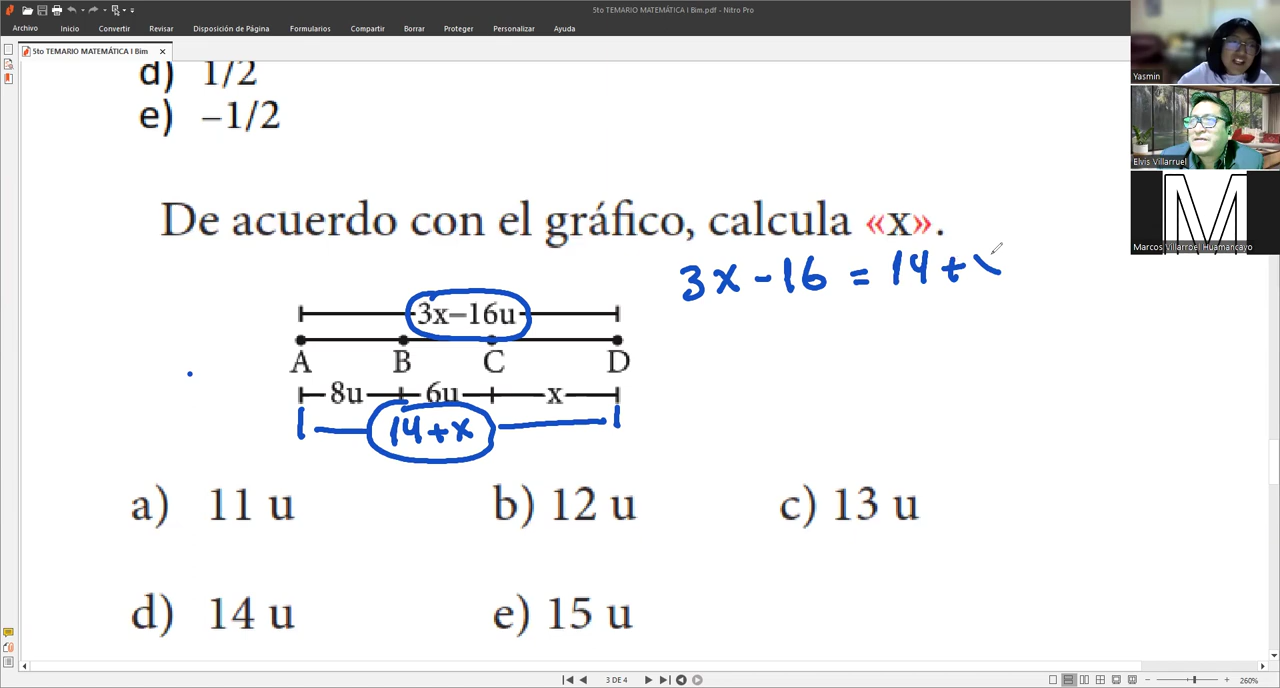 5to TEMARIO MATEMÁTICA I Bim.pdf - Nitro Pro
Archivo Inicio Convertir Revisar Disposición de Página Formularios Compartir Borrar Proteger Personalizar Ayuda
5to TEMARIO MATEMÁTICA I Bim
d) 1/2
e) –1/2
De acuerdo con el gráfico, calcula «x».
3x - 16 = 14 + x
3x–16u
A B C D
8u 6u x
14 + x
a) 11 u b) 12 u c) 13 u
d) 14 u e) 15 u
Yasmin
Elvis Villarruel
M
Marcos Villarroel Huamancayo
3 DE 4
260%